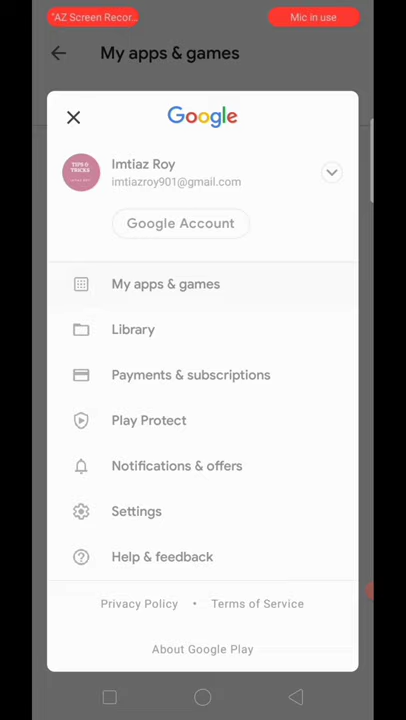 "AZ Screen Recor...
Mic in use
My apps & games
Google
TIPS &
TRICKS
Imtiaz Roy
imtiazroy901@gmail.com
Google Account
My apps & games
Library
Payments & subscriptions
Play Protect
Notifications & offers
Settings
Help & feedback
Privacy Policy • Terms of Service
About Google Play